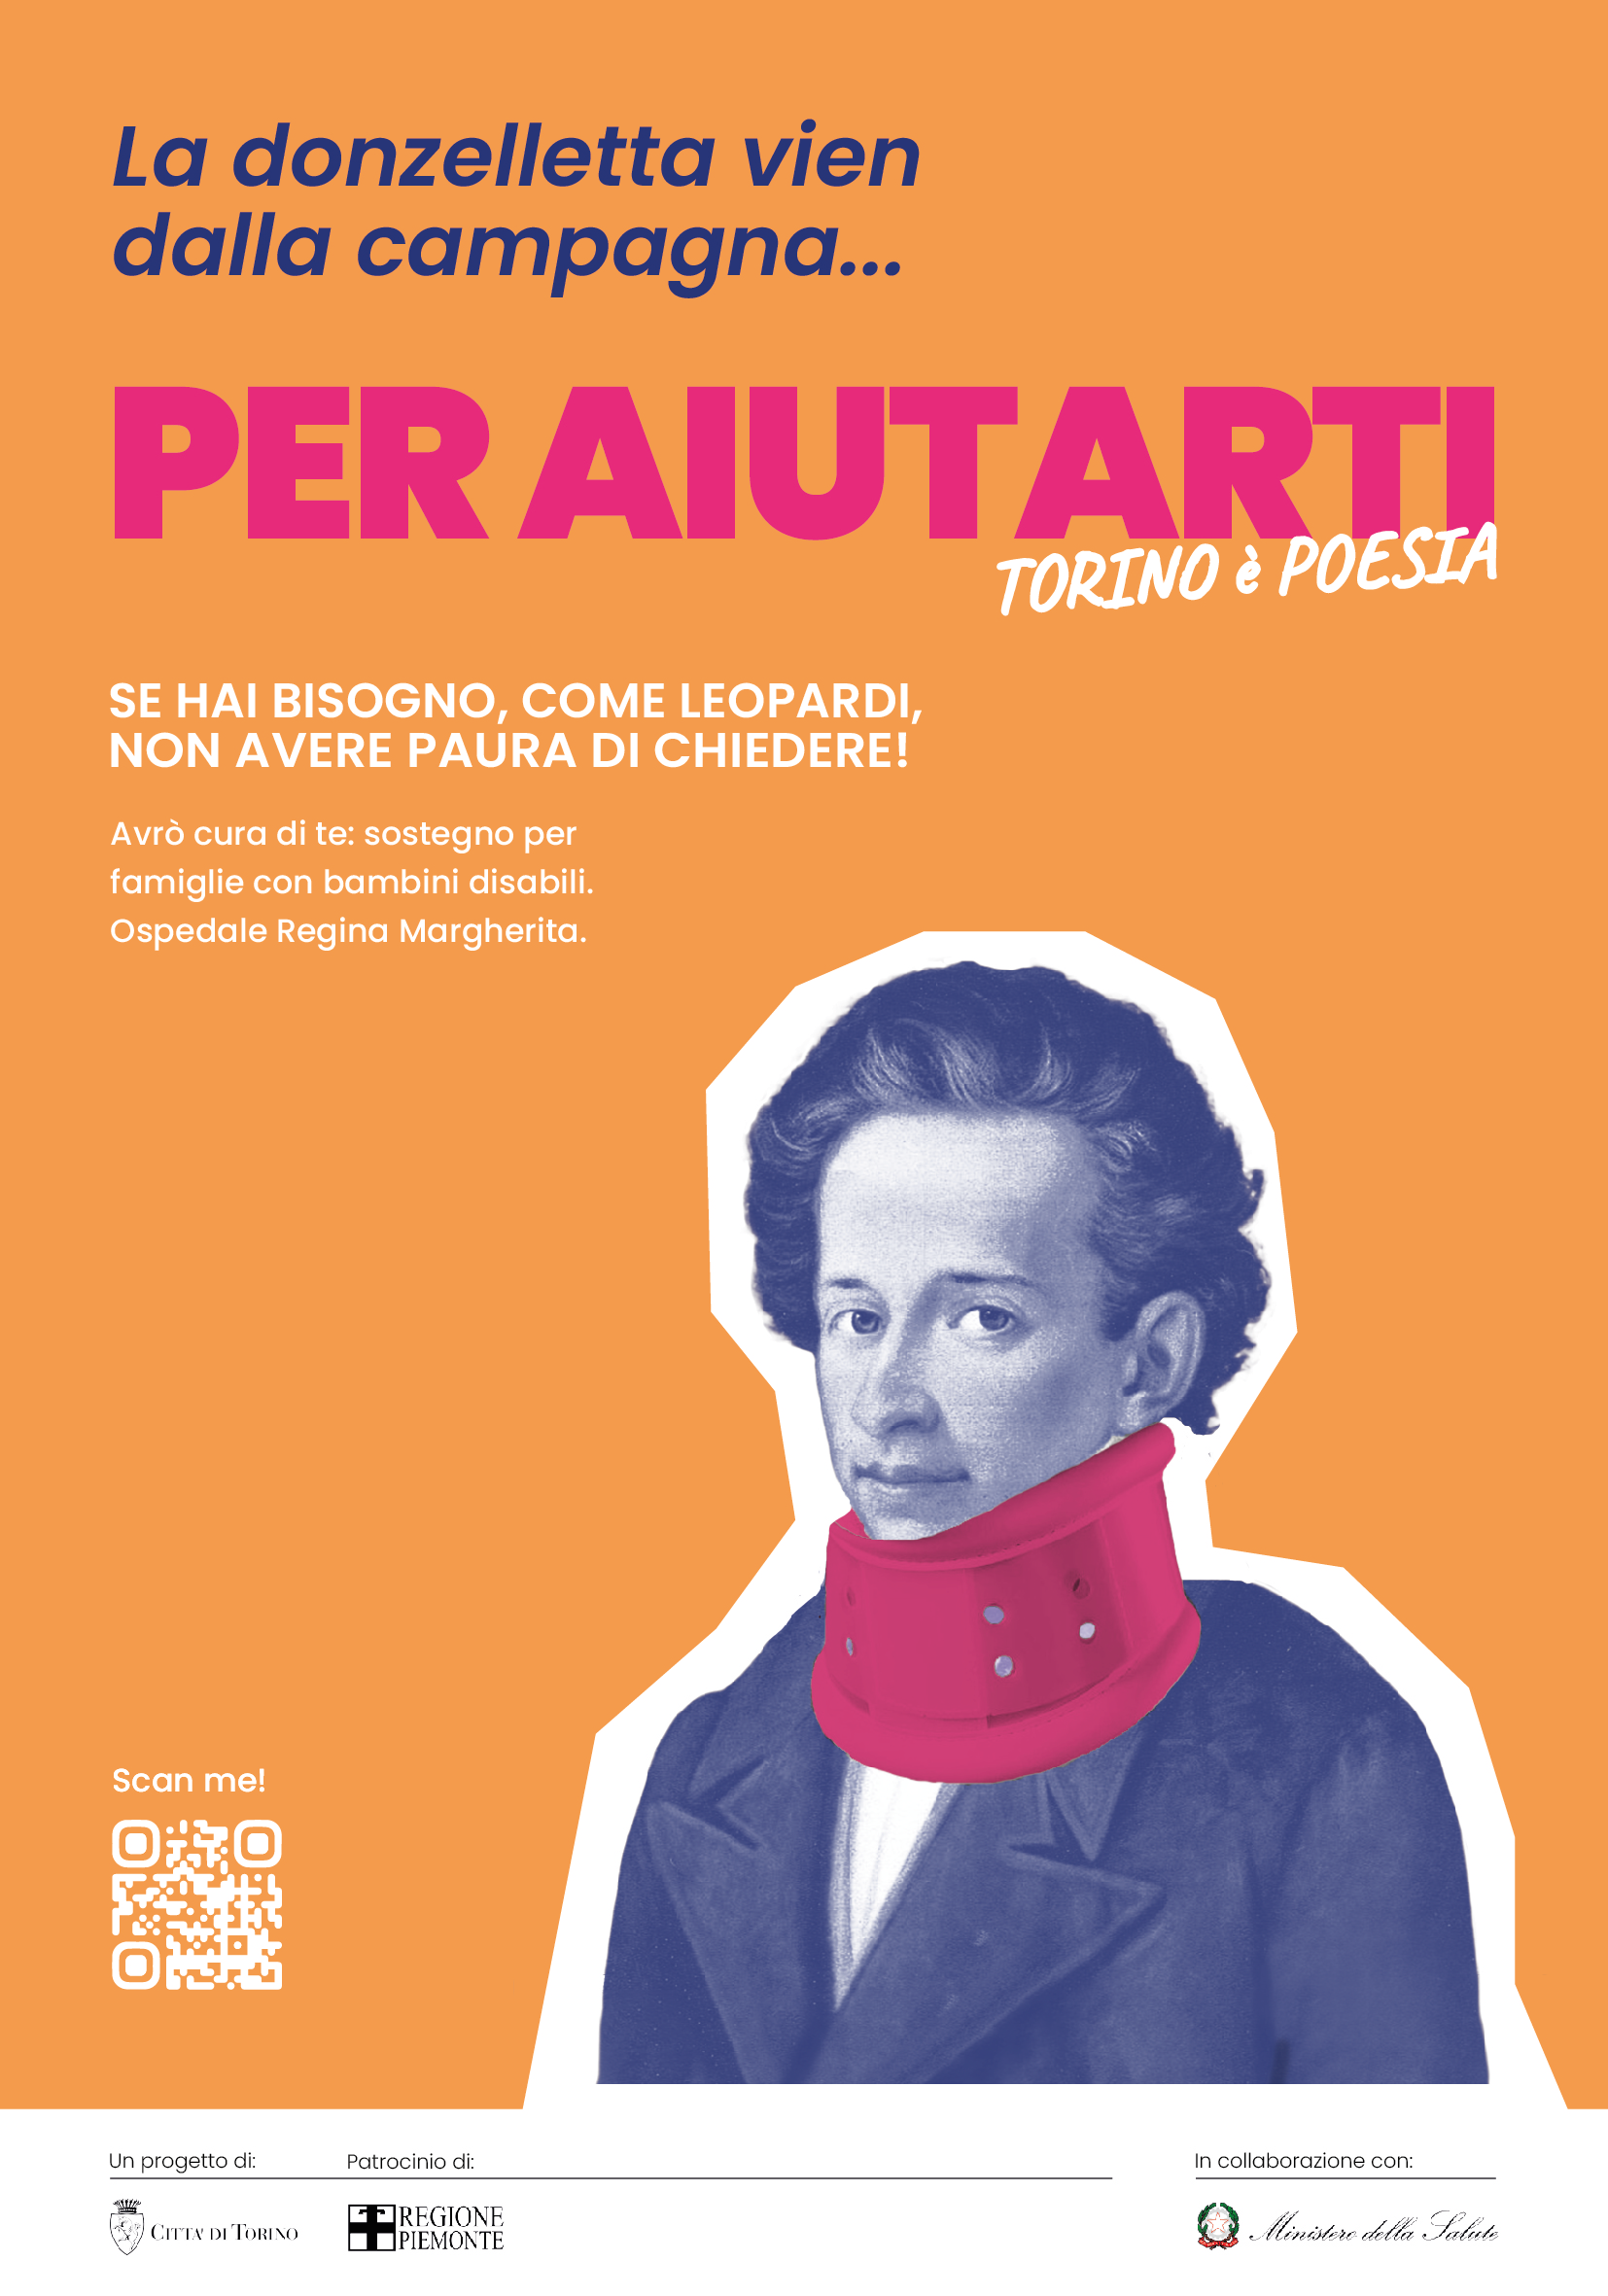 La donzelletta vien
dalla campagna...
PER AIUTARTI
TORINO è POESIA
SE HAI BISOGNO, COME LEOPARDI,
NON AVERE PAURA DI CHIEDERE!
Avrò cura di te: sostegno per
famiglie con bambini disabili.
Ospedale Regina Margherita.
Scan me!
Un progetto di:
CITTA' DI TORINO
Patrocinio di:
REGIONE
PIEMONTE
In collaborazione con:
Ministero della Salute